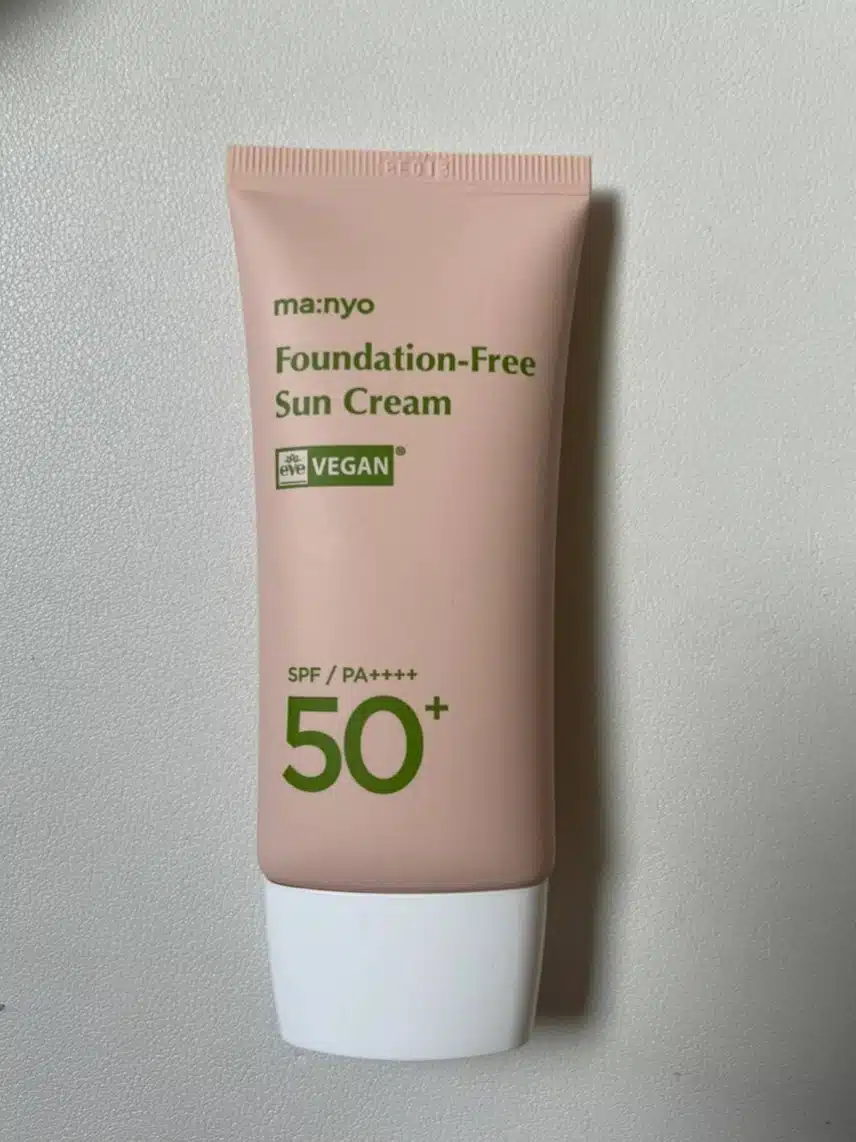 ma:nyo
Foundation-Free
Sun Cream
eve VEGAN®
SPF / PA++++
50+